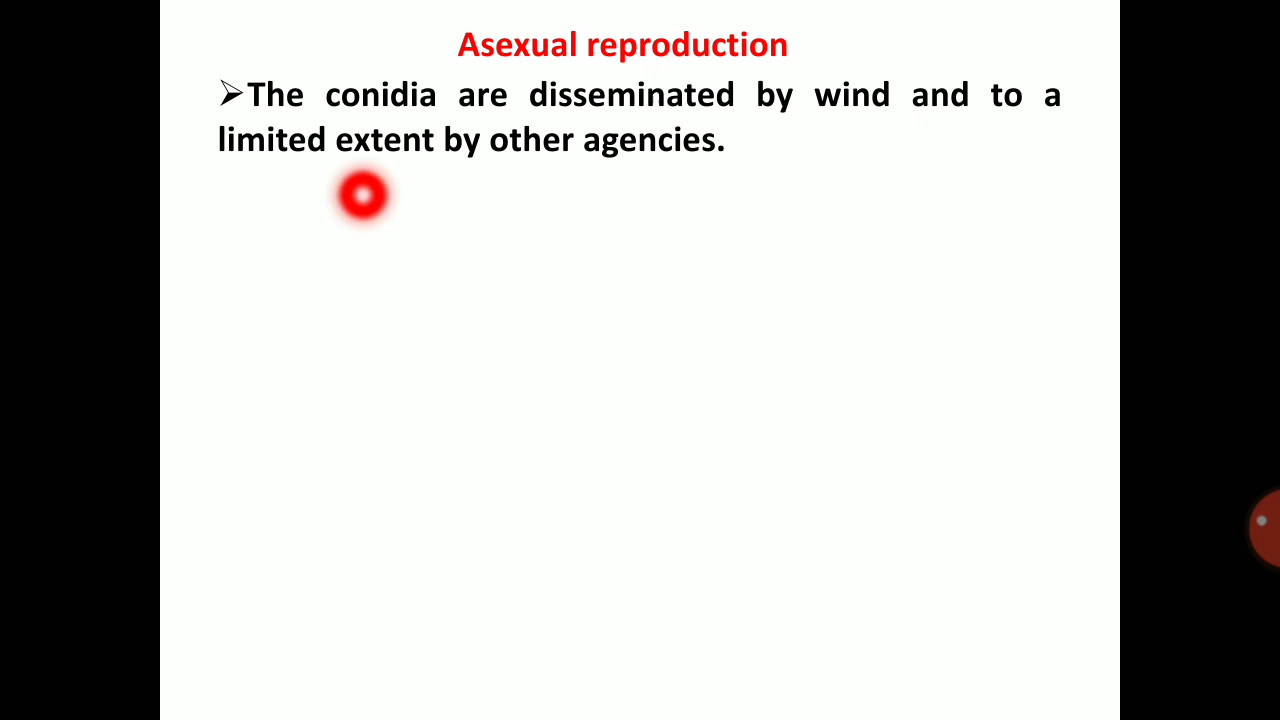 Asexual reproduction
➢The conidia are disseminated by wind and to a
limited extent by other agencies.